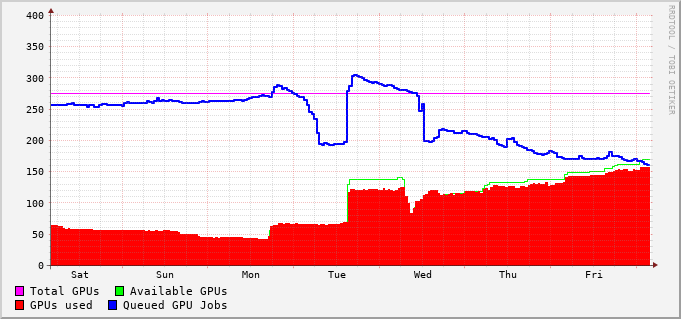 400
350
300
250
200
150
100
50
0
Sat Sun Mon Tue Wed Thu Fri
Total GPUs Available GPUs
GPUs used Queued GPU Jobs
RRDTOOL / TOBI OETIKER